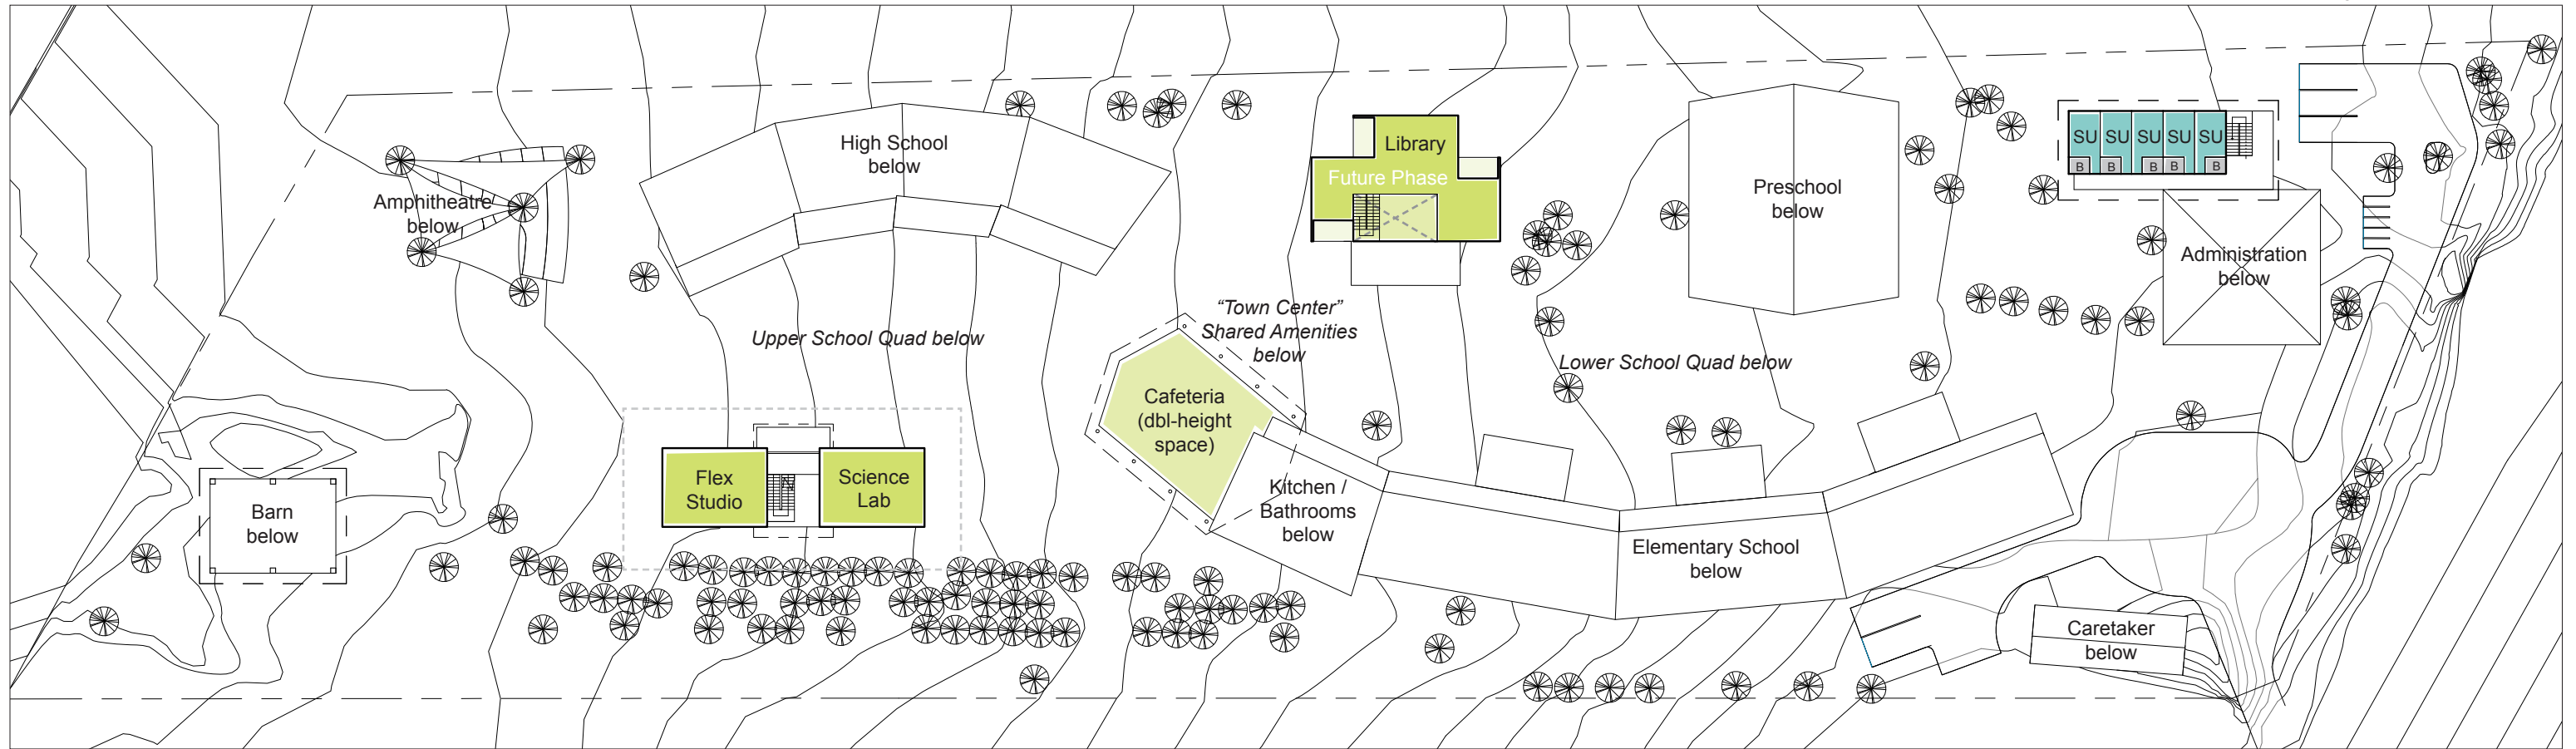 High School
below
Library
Future Phase
SU SU SU SU SU
B B B B B
Amphitheatre
below
Preschool
below
Administration
below
Upper School Quad below
“Town Center”
Shared Amenities
below
Lower School Quad below
Cafeteria
(dbl-height
space)
Flex
Studio
Science
Lab
Barn
below
Kitchen /
Bathrooms
below
Elementary School
below
Caretaker
below